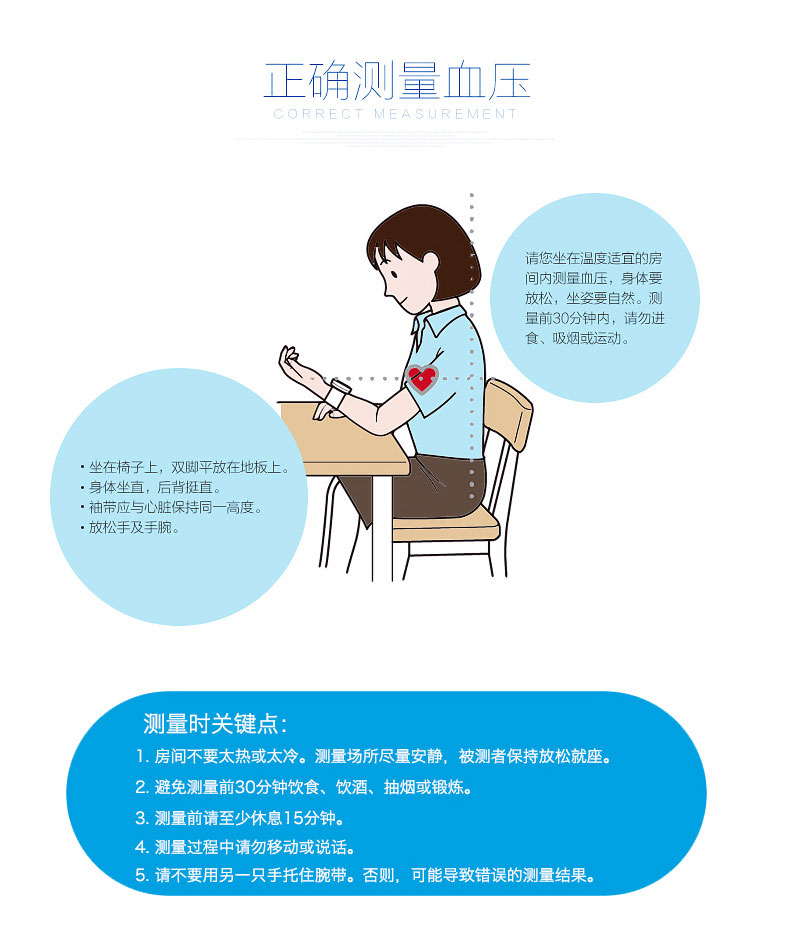 正确测量血压
CORRECT MEASUREMENT
请您坐在温度适宜的房
间内测量血压，身体要
放松，坐姿要自然。测
量前30分钟内，请勿进
食、吸烟或运动。
• 坐在椅子上，双脚平放在地板上。
• 身体坐直，后背挺直。
• 袖带应与心脏保持同一高度。
• 放松手及手腕。
测量时关键点：
1. 房间不要太热或太冷。测量场所尽量安静，被测者保持放松就座。
2. 避免测量前30分钟饮食、饮酒、抽烟或锻炼。
3. 测量前请至少休息15分钟。
4. 测量过程中请勿移动或说话。
5. 请不要用另一只手托住腕带。否则，可能导致错误的测量结果。